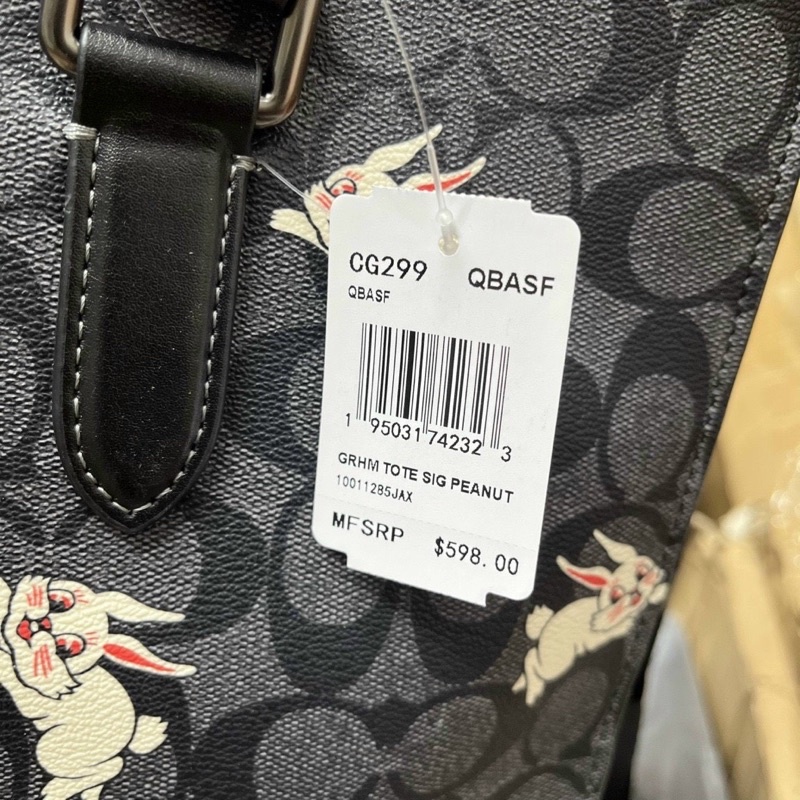 CG299 QBASF
QBASF
1 95031 74232 3
GRHM TOTE SIG PEANUT
10011285JAX
MFSRP $598.00